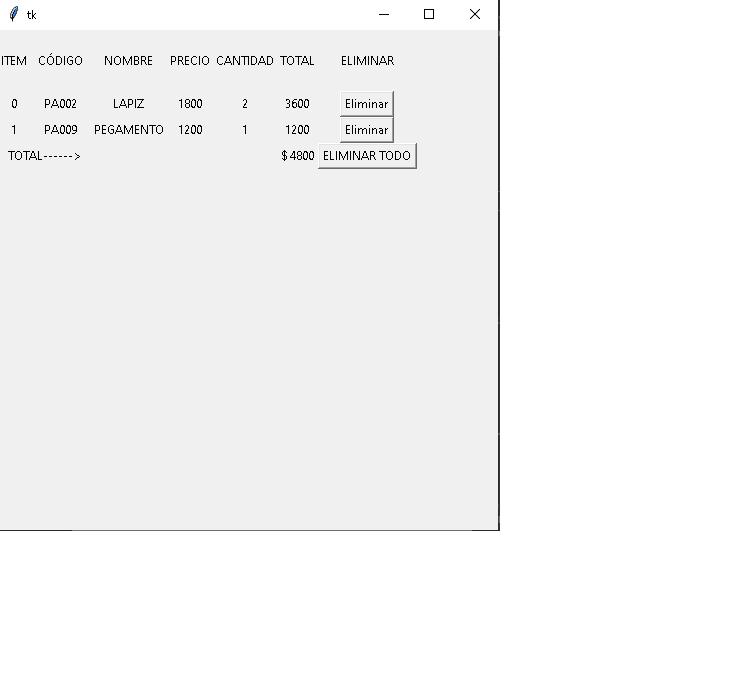 tk
ITEM CÓDIGO NOMBRE PRECIO CANTIDAD TOTAL ELIMINAR
0 PA002 LAPIZ 1800 2 3600 Eliminar
1 PA009 PEGAMENTO 1200 1 1200 Eliminar
TOTAL------> $ 4800 ELIMINAR TODO